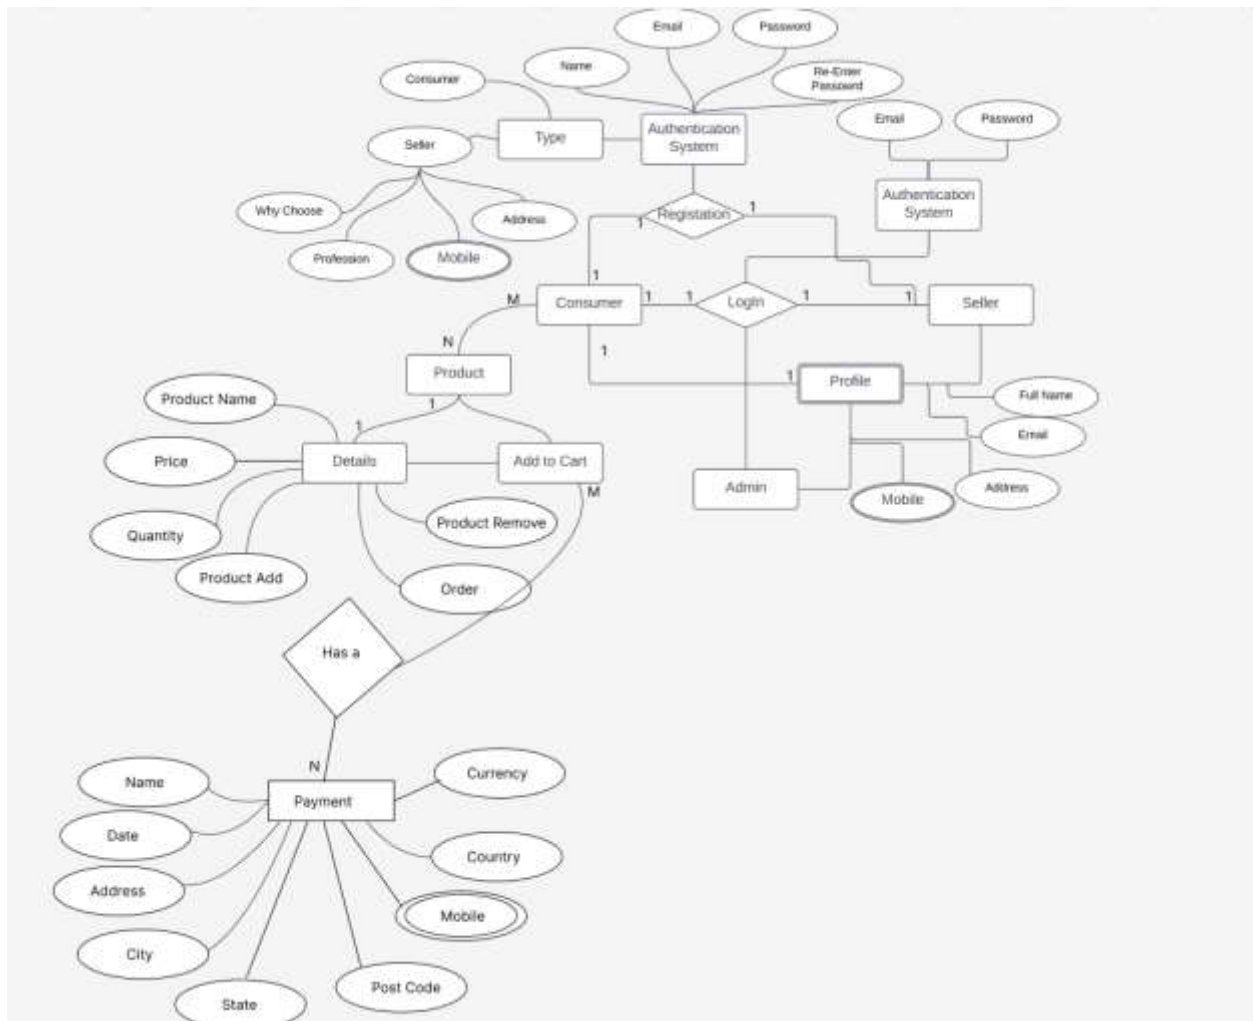 Email
Password
Name
Re-Enter
Passoerd
Consumer
Email
Password
Type
Authentication
System
Seller
Authentication
System
Why Choose
Address
Registation
1
1
Profession
Mobile
1
M
Consumer
1
1
LogIn
1
1
Seller
N
1
Product
1
Profile
Full Name
Product Name
1
1
Email
Price
Details
Add to Cart
Admin
Address
M
Mobile
Product Remove
Quantity
Product Add
Order
Has a
N
Name
Currency
Payment
Date
Country
Address
Mobile
City
Post Code
State